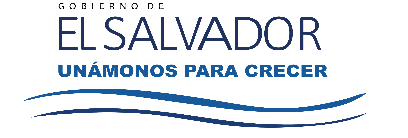 GOBIERNO DE
EL SALVADOR
UNÁMONOS PARA CRECER